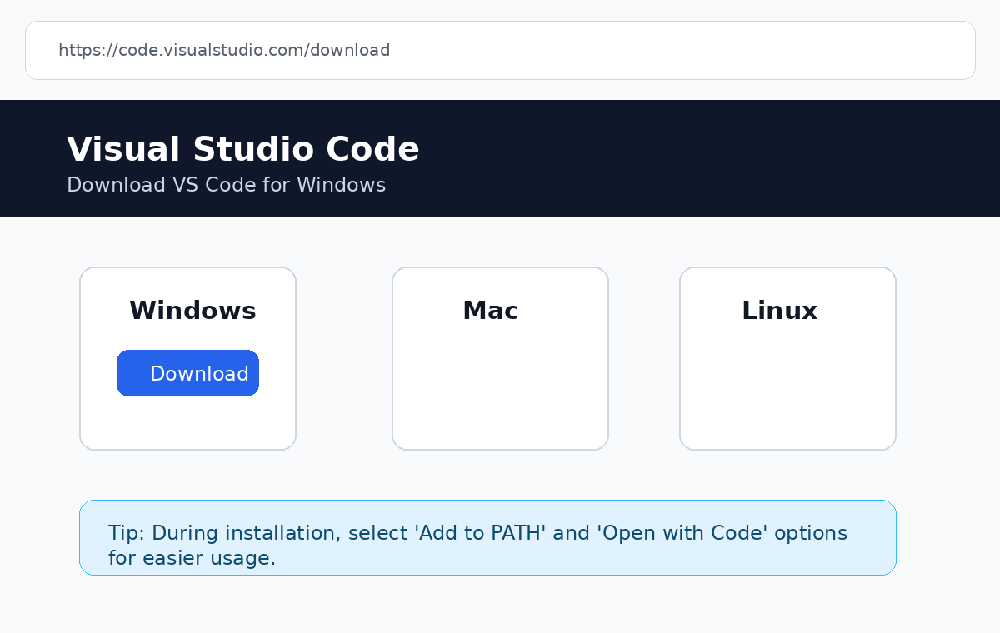 https://code.visualstudio.com/download
Visual Studio Code
Download VS Code for Windows
Windows
Mac
Linux
Download
Tip: During installation, select 'Add to PATH' and 'Open with Code' options
for easier usage.